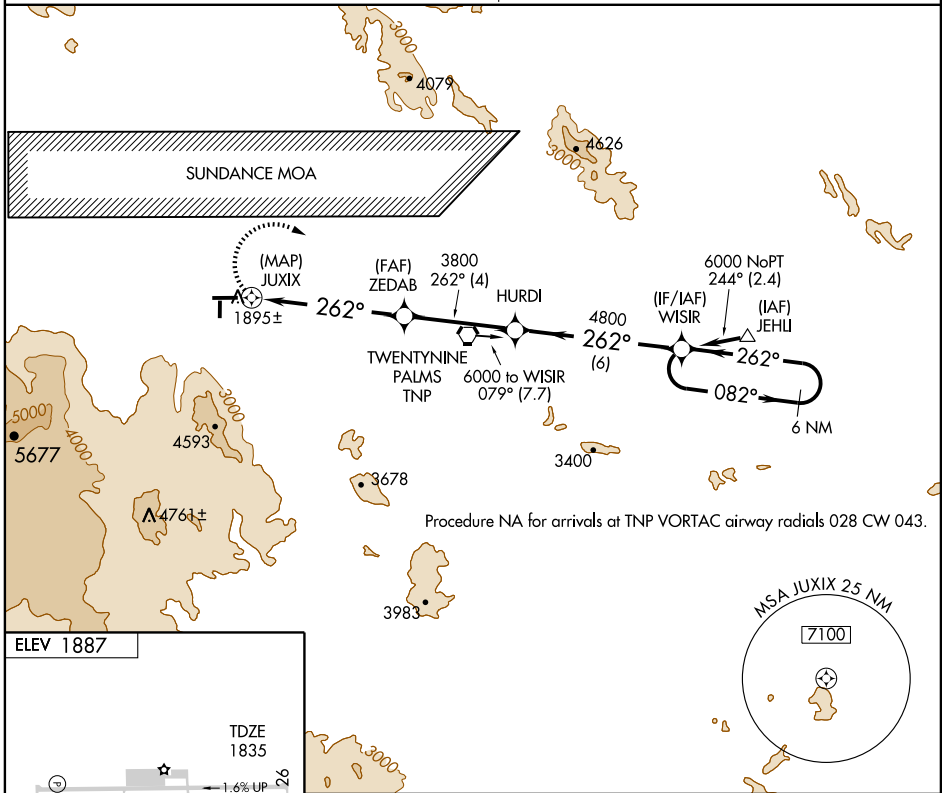 3000
4079
3000
4626
SUNDANCE MOA
(MAP)
JUXIX
1895±
262°
(FAF)
ZEDAB
3800
262° (4)
HURDI
4800
262°
(6)
(IF/IAF)
WISIR
6000 NoPT
244° (2.4)
(IAF)
JEHLI
262°
082°
6 NM
TWENTYNINE
PALMS
TNP
6000 to WISIR
079° (7.7)
5000
4000
3000
5677
4593
3678
3400
4761±
Procedure NA for arrivals at TNP VORTAC airway radials 028 CW 043.
3983
MSA JUXIX 25 NM
7100
ELEV 1887
TDZE
1835
3000
P
1.6% UP
26